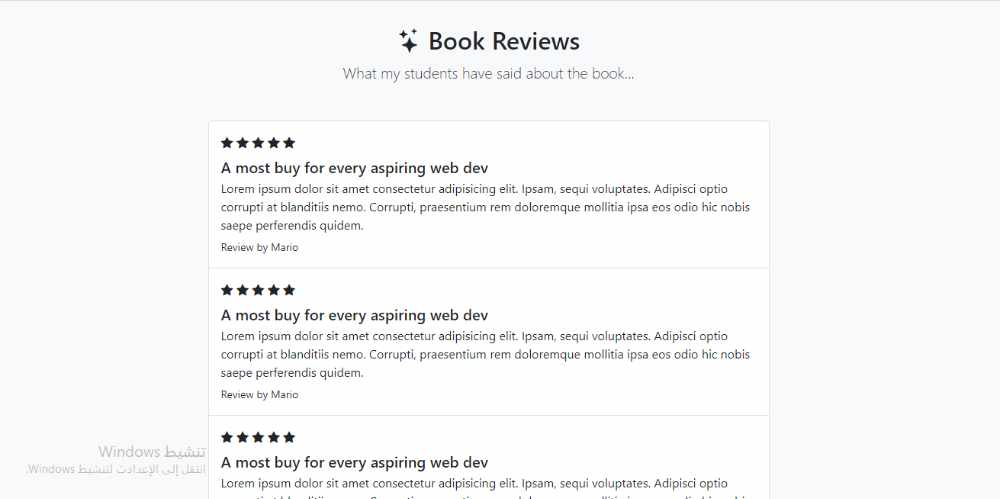 Book Reviews
What my students have said about the book...
A most buy for every aspiring web dev
Lorem ipsum dolor sit amet consectetur adipisicing elit. Ipsam, sequi voluptates. Adipisci optio
corrupti at blanditiis nemo. Corrupti, praesentium rem doloremque mollitia ipsa eos odio hic nobis
saepe perferendis quidem.
Review by Mario
A most buy for every aspiring web dev
Lorem ipsum dolor sit amet consectetur adipisicing elit. Ipsam, sequi voluptates. Adipisci optio
corrupti at blanditiis nemo. Corrupti, praesentium rem doloremque mollitia ipsa eos odio hic nobis
saepe perferendis quidem.
Review by Mario
A most buy for every aspiring web dev
Lorem ipsum dolor sit amet consectetur adipisicing elit. Ipsam, sequi voluptates. Adipisci optio
تنشيط Windows
انتقل إلى الإعدادات لتنشيط Windows.